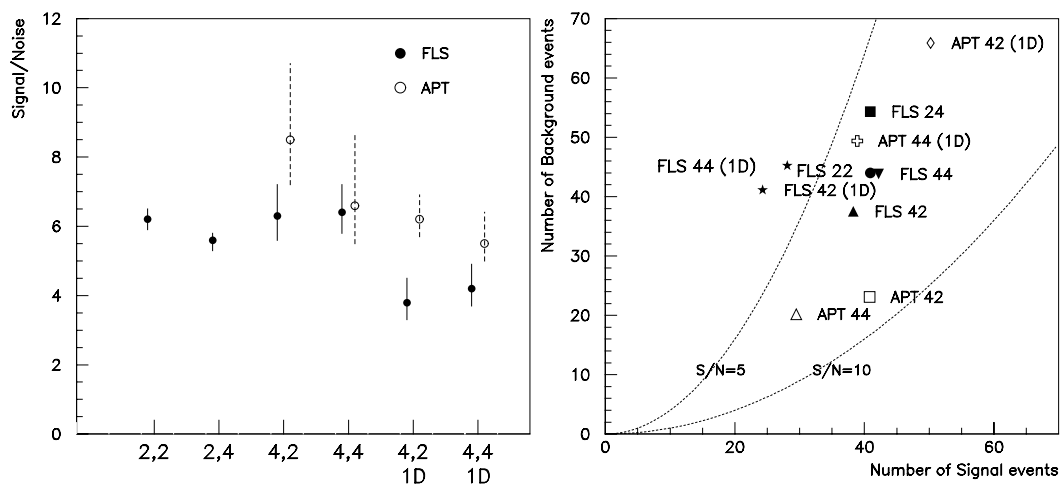 Signal/Noise
12
10
8
6
4
2
0
FLS
APT
2,2
2,4
4,2
4,4
4,2
1D
4,4
1D
Number of Background events
70
60
50
40
30
20
10
0
APT 42 (1D)
FLS 24
APT 44 (1D)
FLS 44 (1D)
FLS 22
FLS 44
FLS 42 (1D)
FLS 42
APT 42
APT 44
S/N=5
S/N=10
0
20
40
60
Number of Signal events